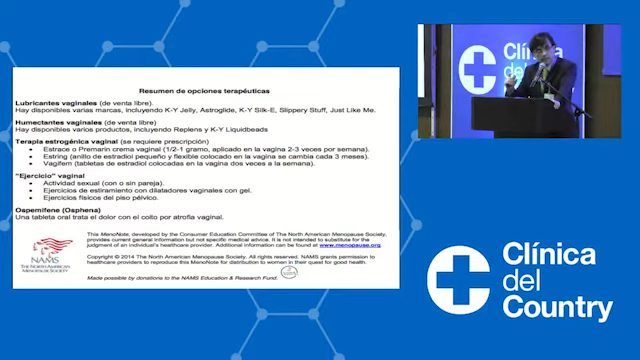 Resumen de opciones terapéuticas
Lubricantes vaginales (de venta libre).
Hay disponibles varias marcas, incluyendo K-Y Jelly, Astroglide, K-Y Silk-E, Slippery Stuff, Just Like Me.
Humectantes vaginales (de venta libre)
Hay disponibles varios productos, incluyendo Replens y K-Y Liquidbeads
Terapia estrogénica vaginal (se requiere prescripción)
• Estrace o Premarin crema vaginal (1/2-1 gramo, aplicado en la vagina 2-3 veces por semana).
• Estring (anillo de estradiol pequeño y flexible colocado en la vagina se cambia cada 3 meses).
• Vagifem (tabletas de estradiol colocadas en la vagina dos veces a la semana).
"Ejercicio" vaginal
• Actividad sexual (con o sin pareja).
• Ejercicios de estiramiento con dilatadores vaginales con gel.
• Ejercicios físicos del piso pélvico.
Ospemifene (Osphena)
Una tableta oral trata el dolor con el coito por atrofia vaginal.
This MenoNote, developed by the Consumer Education Committee of The North American Menopause Society,
provides current general information but not specific medical advice. It is not intended to substitute for the
judgment of an individual's healthcare provider. Additional information can be found at www.menopause.org.
Copyright © 2014 The North American Menopause Society. All rights reserved. NAMS grants permission to
healthcare providers to reproduce this MenoNote for distribution to women in their quest for good health.
Made possible by donations to the NAMS Education & Research Fund.
NAMS
THE NORTH AMERICAN
MENOPAUSE SOCIETY
Clínica
del
Country
Clínica
del
Country